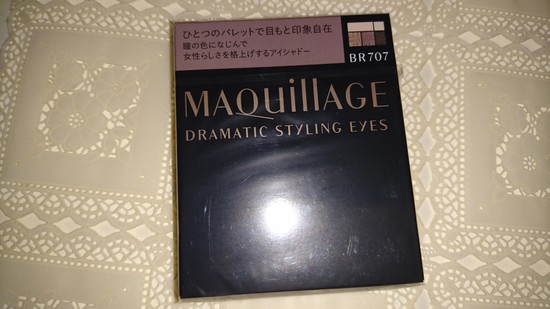 ひとつのパレットで目もと印象自在
瞳の色になじんで
女性らしさを格上げするアイシャドー
BR707
MAQuillAGE
DRAMATIC STYLING EYES